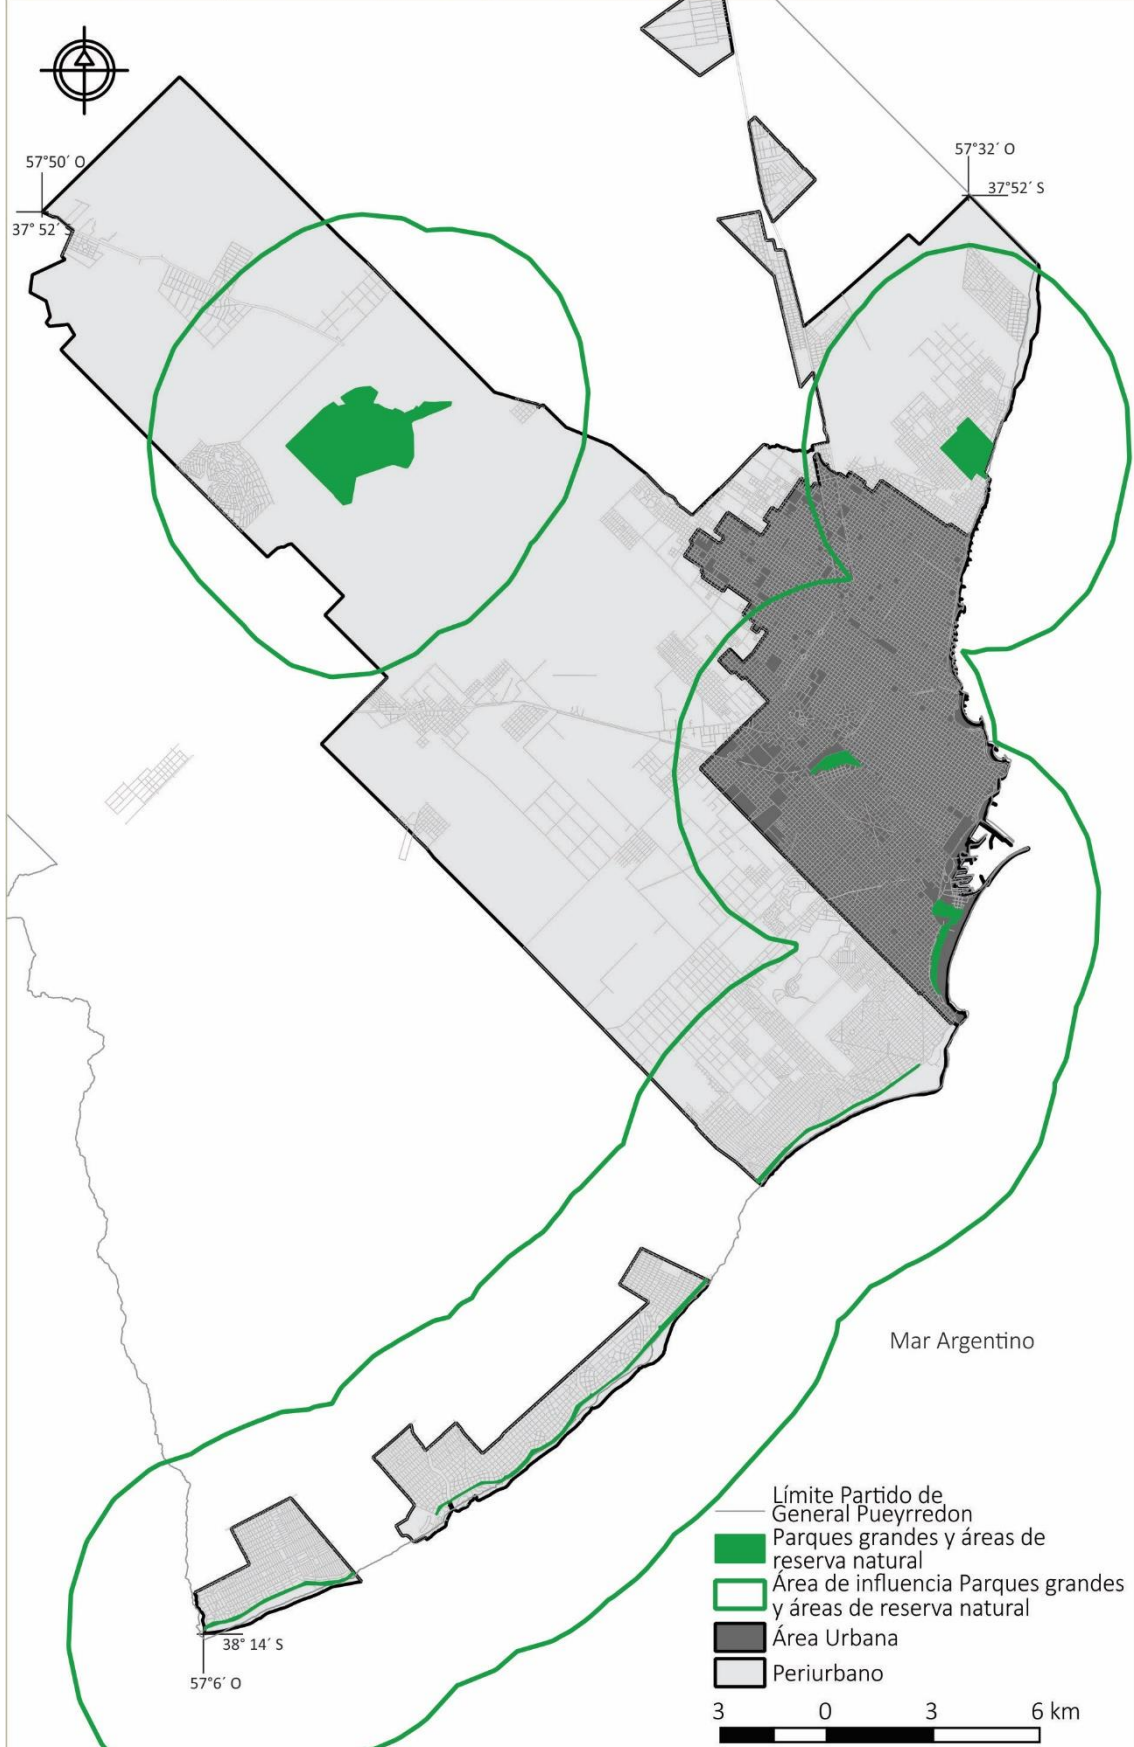 57°50´ O
37° 52´ S
57°32´ O
37°52´ S
Mar Argentino
Límite Partido de
General Pueyrredon
Parques grandes y áreas de
reserva natural
Área de influencia Parques grandes
y áreas de reserva natural
Área Urbana
Periurbano
38° 14´ S
57°6´ O
3 0 3 6 km